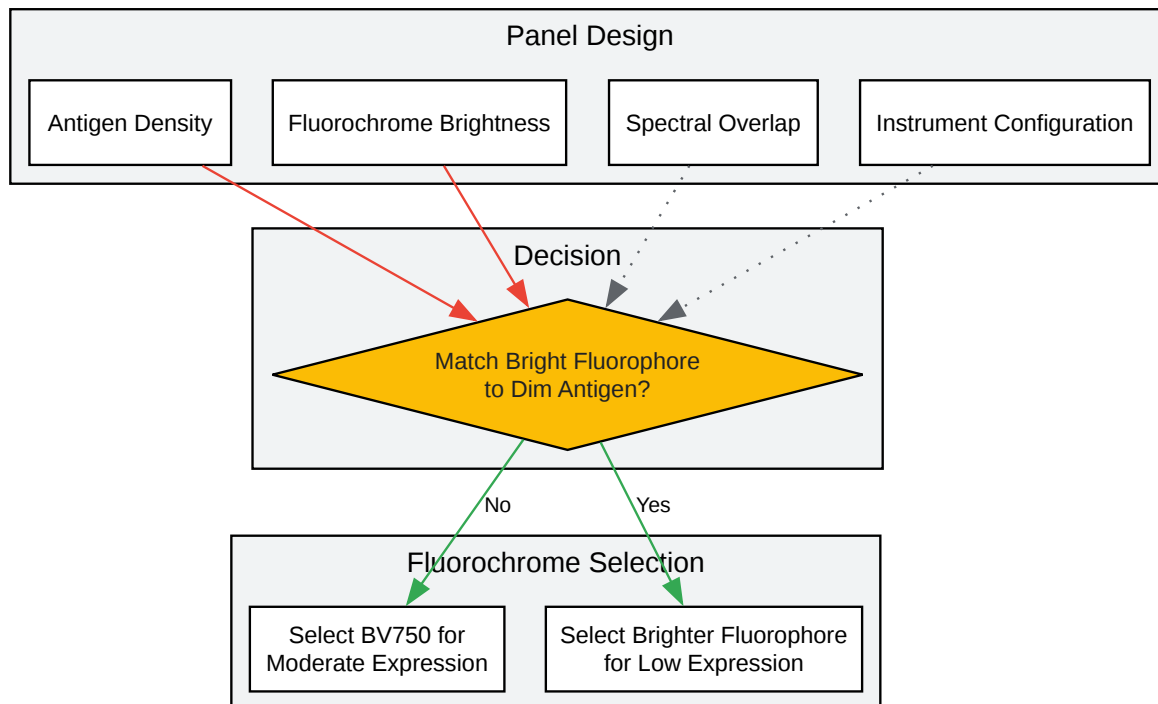 Panel Design
Antigen Density
Fluorochrome Brightness
Spectral Overlap
Instrument Configuration
Decision
Match Bright Fluorophore
to Dim Antigen?
No
Yes
Fluorochrome Selection
Select BV750 for
Moderate Expression
Select Brighter Fluorophore
for Low Expression